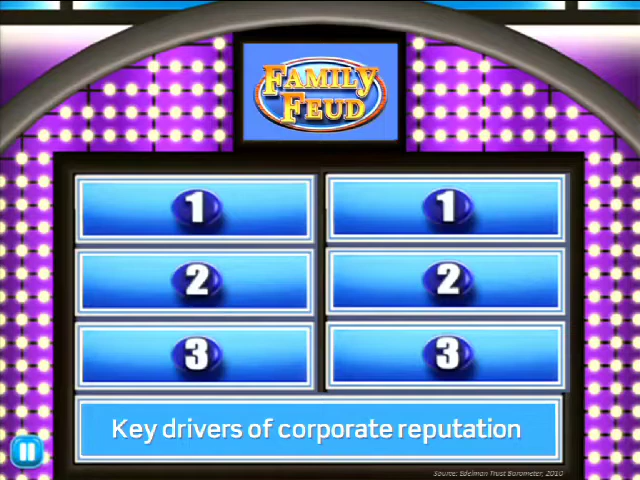 FAMILY
FEUD
1
1
2
2
3
3
Key drivers of corporate reputation
Source: Edelman Trust Barometer, 2010